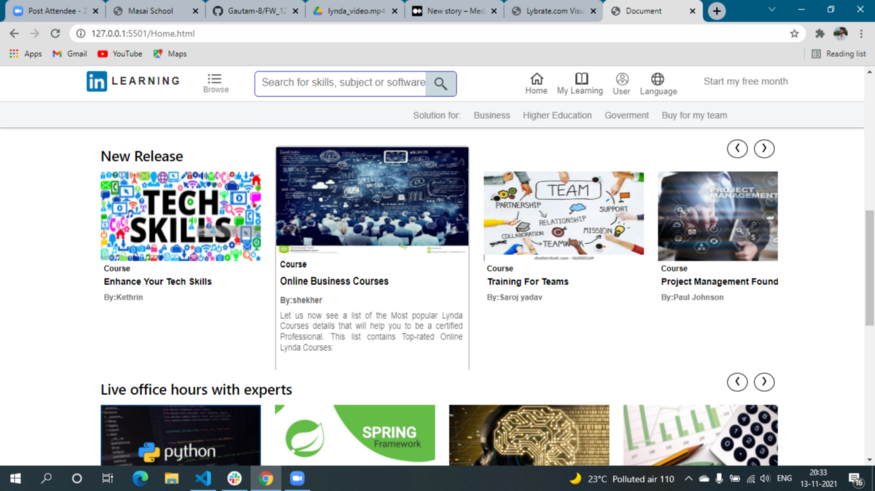 Post Attendee - Z
Masai School
Gautam-8/FW_12
lynda_video.mp4
New story – Med
Lybrate.com Visu
Document
127.0.0.1:5501/Home.html
Apps
Gmail
YouTube
Maps
Reading list
in LEARNING
Browse
Search for skills, subject or software
Home
My Learning
User
Language
Start my free month
Solution for:
Business
Higher Education
Goverment
Buy for my team
New Release
TECH
SKILLS
Course
Enhance Your Tech Skills
By:Kethrin
Course
Online Business Courses
By:shekher
Let us now see a list of the Most popular Lynda
Courses details that will help you to be a certified
Professional. This list contains Top-rated Online
Lynda Courses:
TEAM
PARTNERSHIP
SUPPORT
RELATIONSHIP
COLLABORATION
MISSION
TEAMWORK
Course
Training For Teams
By:Saroj yadav
PROJECT
MANAGEMENT
Course
Project Management Found
By:Paul Johnson
Live office hours with experts
python
SPRING
Framework
23°C Polluted air 110
ENG
20:33
13-11-2021
16